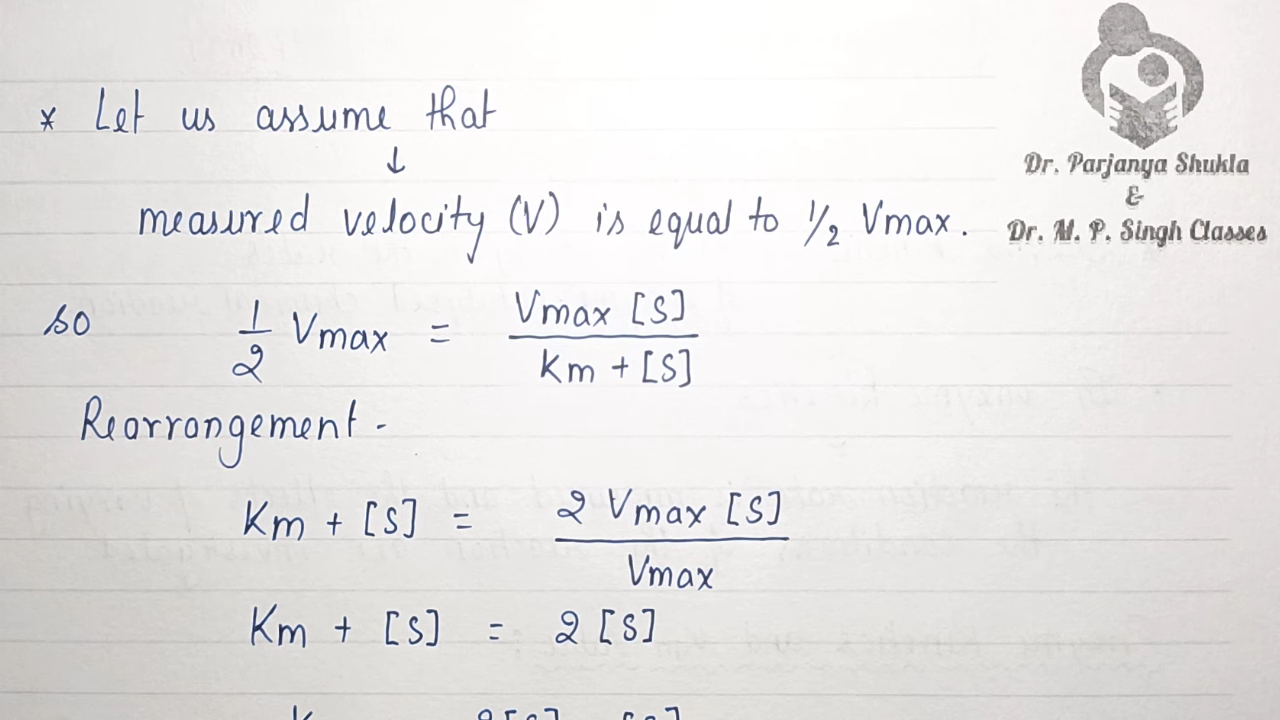 * Let us assume that
↓
measured velocity (V) is equal to 1/2 Vmax.
so 1/2 Vmax = Vmax [S] / Km + [S]
Rearrangement -
Km + [S] = 2 Vmax [S] / Vmax
Km + [S] = 2 [S]
Dr. Parjanya Shukla
&
Dr. M. P. Singh Classes